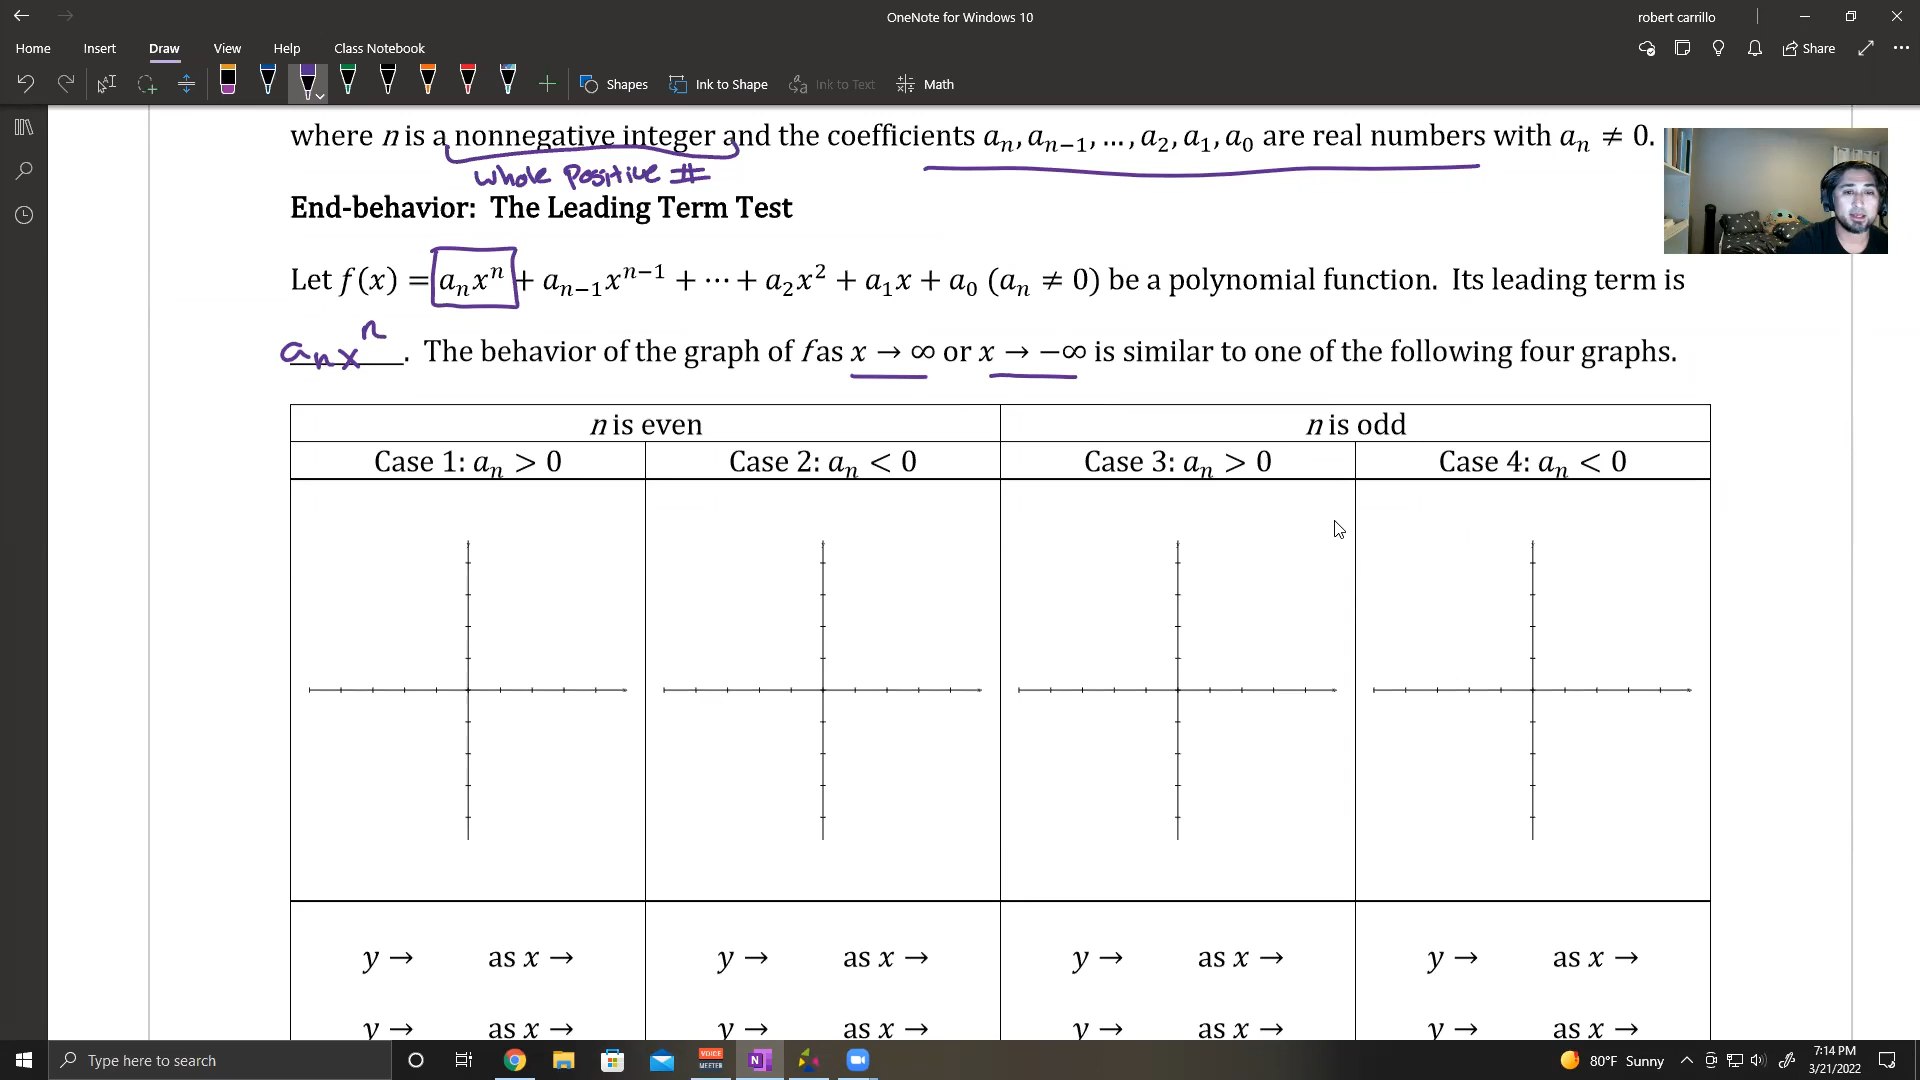 OneNote for Windows 10
robert carrillo
Home Insert Draw View Help Class Notebook
Share
Shapes Ink to Shape Ink to Text Math
where n is a nonnegative integer and the coefficients aₙ, aₙ₋₁, …, a₂, a₁, a₀ are real numbers with aₙ ≠ 0.
whole Positive #
End-behavior: The Leading Term Test
Let f(x) = aₙxⁿ + aₙ₋₁xⁿ⁻¹ + ⋯ + a₂x² + a₁x + a₀ (aₙ ≠ 0) be a polynomial function. Its leading term is
aₙxⁿ. The behavior of the graph of f as x → ∞ or x → −∞ is similar to one of the following four graphs.
n is even n is odd
Case 1: aₙ > 0 Case 2: aₙ < 0 Case 3: aₙ > 0 Case 4: aₙ < 0
y → as x → y → as x → y → as x → y → as x →
y → as x → y → as x → y → as x → y → as x →
Type here to search
VOICE
MEETER
N
80°F Sunny
7:14 PM
3/21/2022